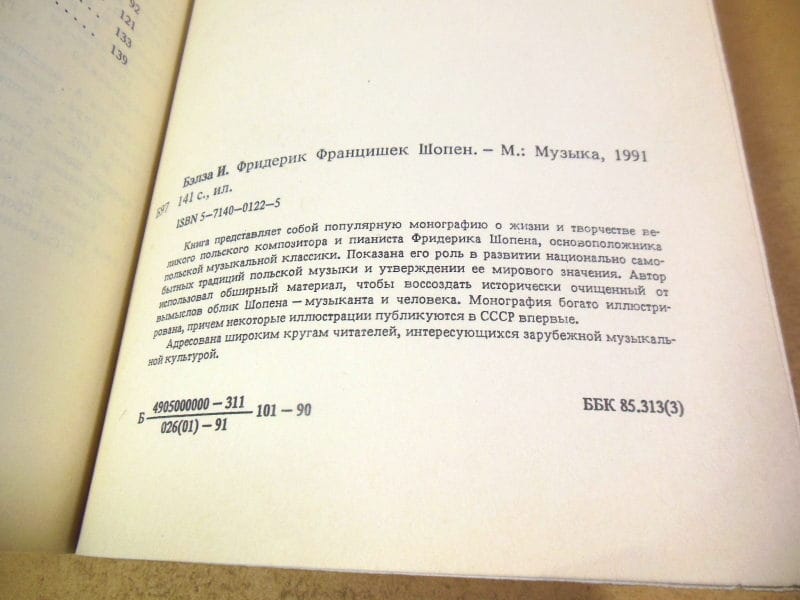 92
121
133
139
Бэлза И. Фридерик Францишек Шопен. — М.: Музыка, 1991
Б97 141 с., ил.
ISBN 5—7140—0122—5
Книга представляет собой популярную монографию о жизни и творчестве ве-
ликого польского композитора и пианиста Фридерика Шопена, основоположника
польской музыкальной классики. Показана его роль в развитии национально само-
бытных традиций польской музыки и утверждении ее мирового значения. Автор
использовал обширный материал, чтобы воссоздать исторически очищенный от
вымыслов облик Шопена — музыканта и человека. Монография богато иллюстри-
рована, причем некоторые иллюстрации публикуются в СССР впервые.
Адресована широким кругам читателей, интересующихся зарубежной музыкаль-
ной культурой.
4905000000 — 311
Б 101 — 90 ББК 85.313(3)
026(01) — 91